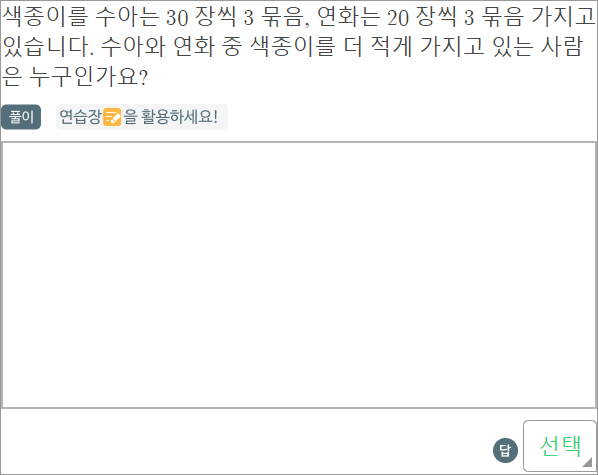 색종이를 수아는 30 장씩 3 묶음, 연화는 20 장씩 3 묶음 가지고
있습니다. 수아와 연화 중 색종이를 더 적게 가지고 있는 사람
은 누구인가요?
풀이 연습장을 활용하세요!
답 선택